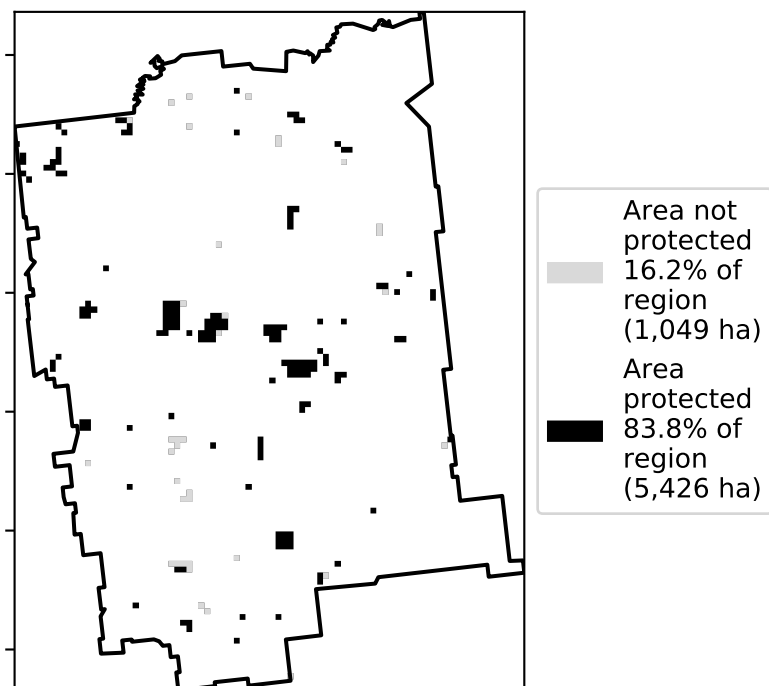 Area not
protected
16.2% of
region
(1,049 ha)
Area
protected
83.8% of
region
(5,426 ha)